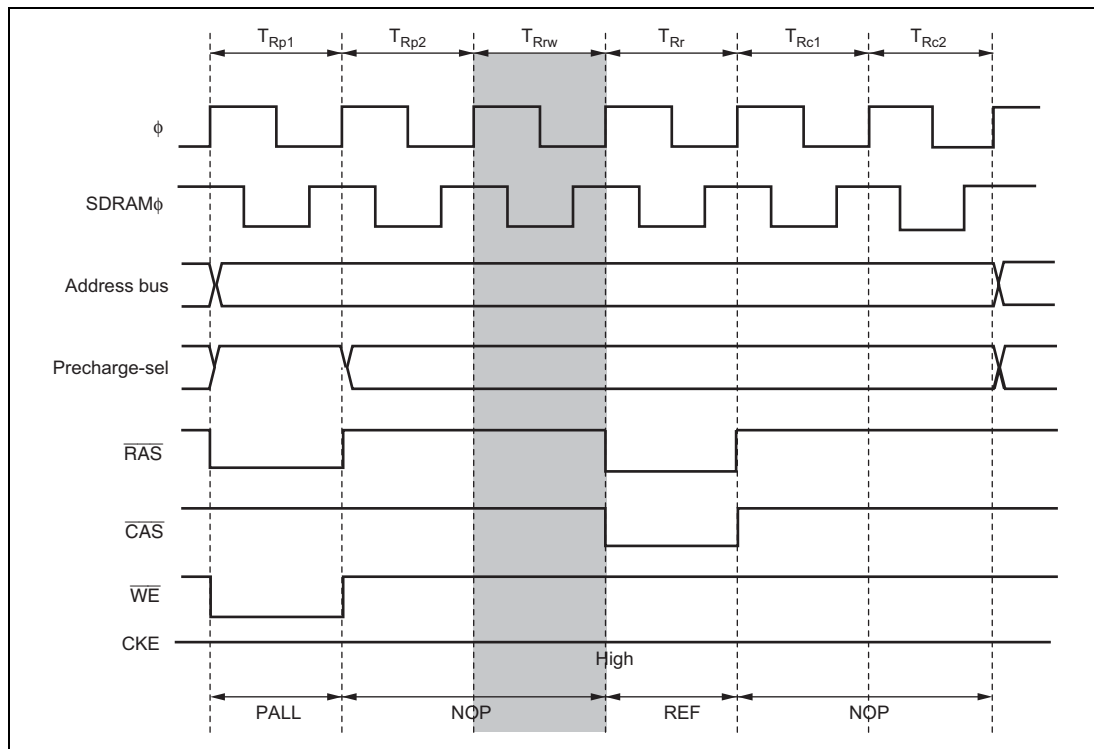 TRp1 TRp2 TRrw TRr TRc1 TRc2
ϕ
SDRAMϕ
Address bus
Precharge-sel
RAS
CAS
WE
CKE
High
PALL NOP REF NOP